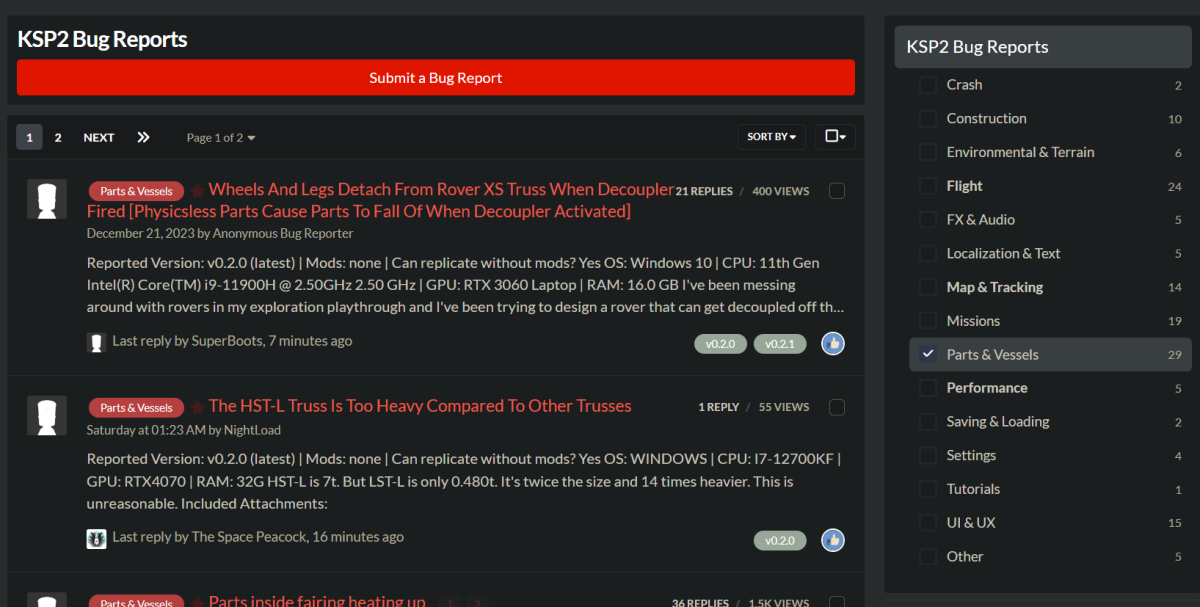 KSP2 Bug Reports
Submit a Bug Report
1 2 NEXT Page 1 of 2 SORT BY
Parts & Vessels Wheels And Legs Detach From Rover XS Truss When Decoupler 21 REPLIES / 400 VIEWS
Fired [Physicsless Parts Cause Parts To Fall Of When Decoupler Activated]
December 21, 2023 by Anonymous Bug Reporter
Reported Version: v0.2.0 (latest) | Mods: none | Can replicate without mods? Yes OS: Windows 10 | CPU: 11th Gen
Intel(R) Core(TM) i9-11900H @ 2.50GHz 2.50 GHz | GPU: RTX 3060 Laptop | RAM: 16.0 GB I've been messing
around with rovers in my exploration playthrough and I've been trying to design a rover that can get decoupled off th...
Last reply by SuperBoots, 7 minutes ago
v0.2.0 v0.2.1
Parts & Vessels The HST-L Truss Is Too Heavy Compared To Other Trusses 1 REPLY / 55 VIEWS
Saturday at 01:23 AM by NightLoad
Reported Version: v0.2.0 (latest) | Mods: none | Can replicate without mods? Yes OS: WINDOWS | CPU: I7-12700KF |
GPU: RTX4070 | RAM: 32G HST-L is 7t. But LST-L is only 0.480t. It's twice the size and 14 times heavier. This is
unreasonable. Included Attachments:
Last reply by The Space Peacock, 16 minutes ago
v0.2.0
Parts & Vessels Parts inside fairing heating up 1 2 36 REPLIES / 1.5K VIEWS
KSP2 Bug Reports
Crash 2
Construction 10
Environmental & Terrain 6
Flight 24
FX & Audio 5
Localization & Text 5
Map & Tracking 14
Missions 19
Parts & Vessels 29
Performance 5
Saving & Loading 2
Settings 4
Tutorials 1
UI & UX 15
Other 5